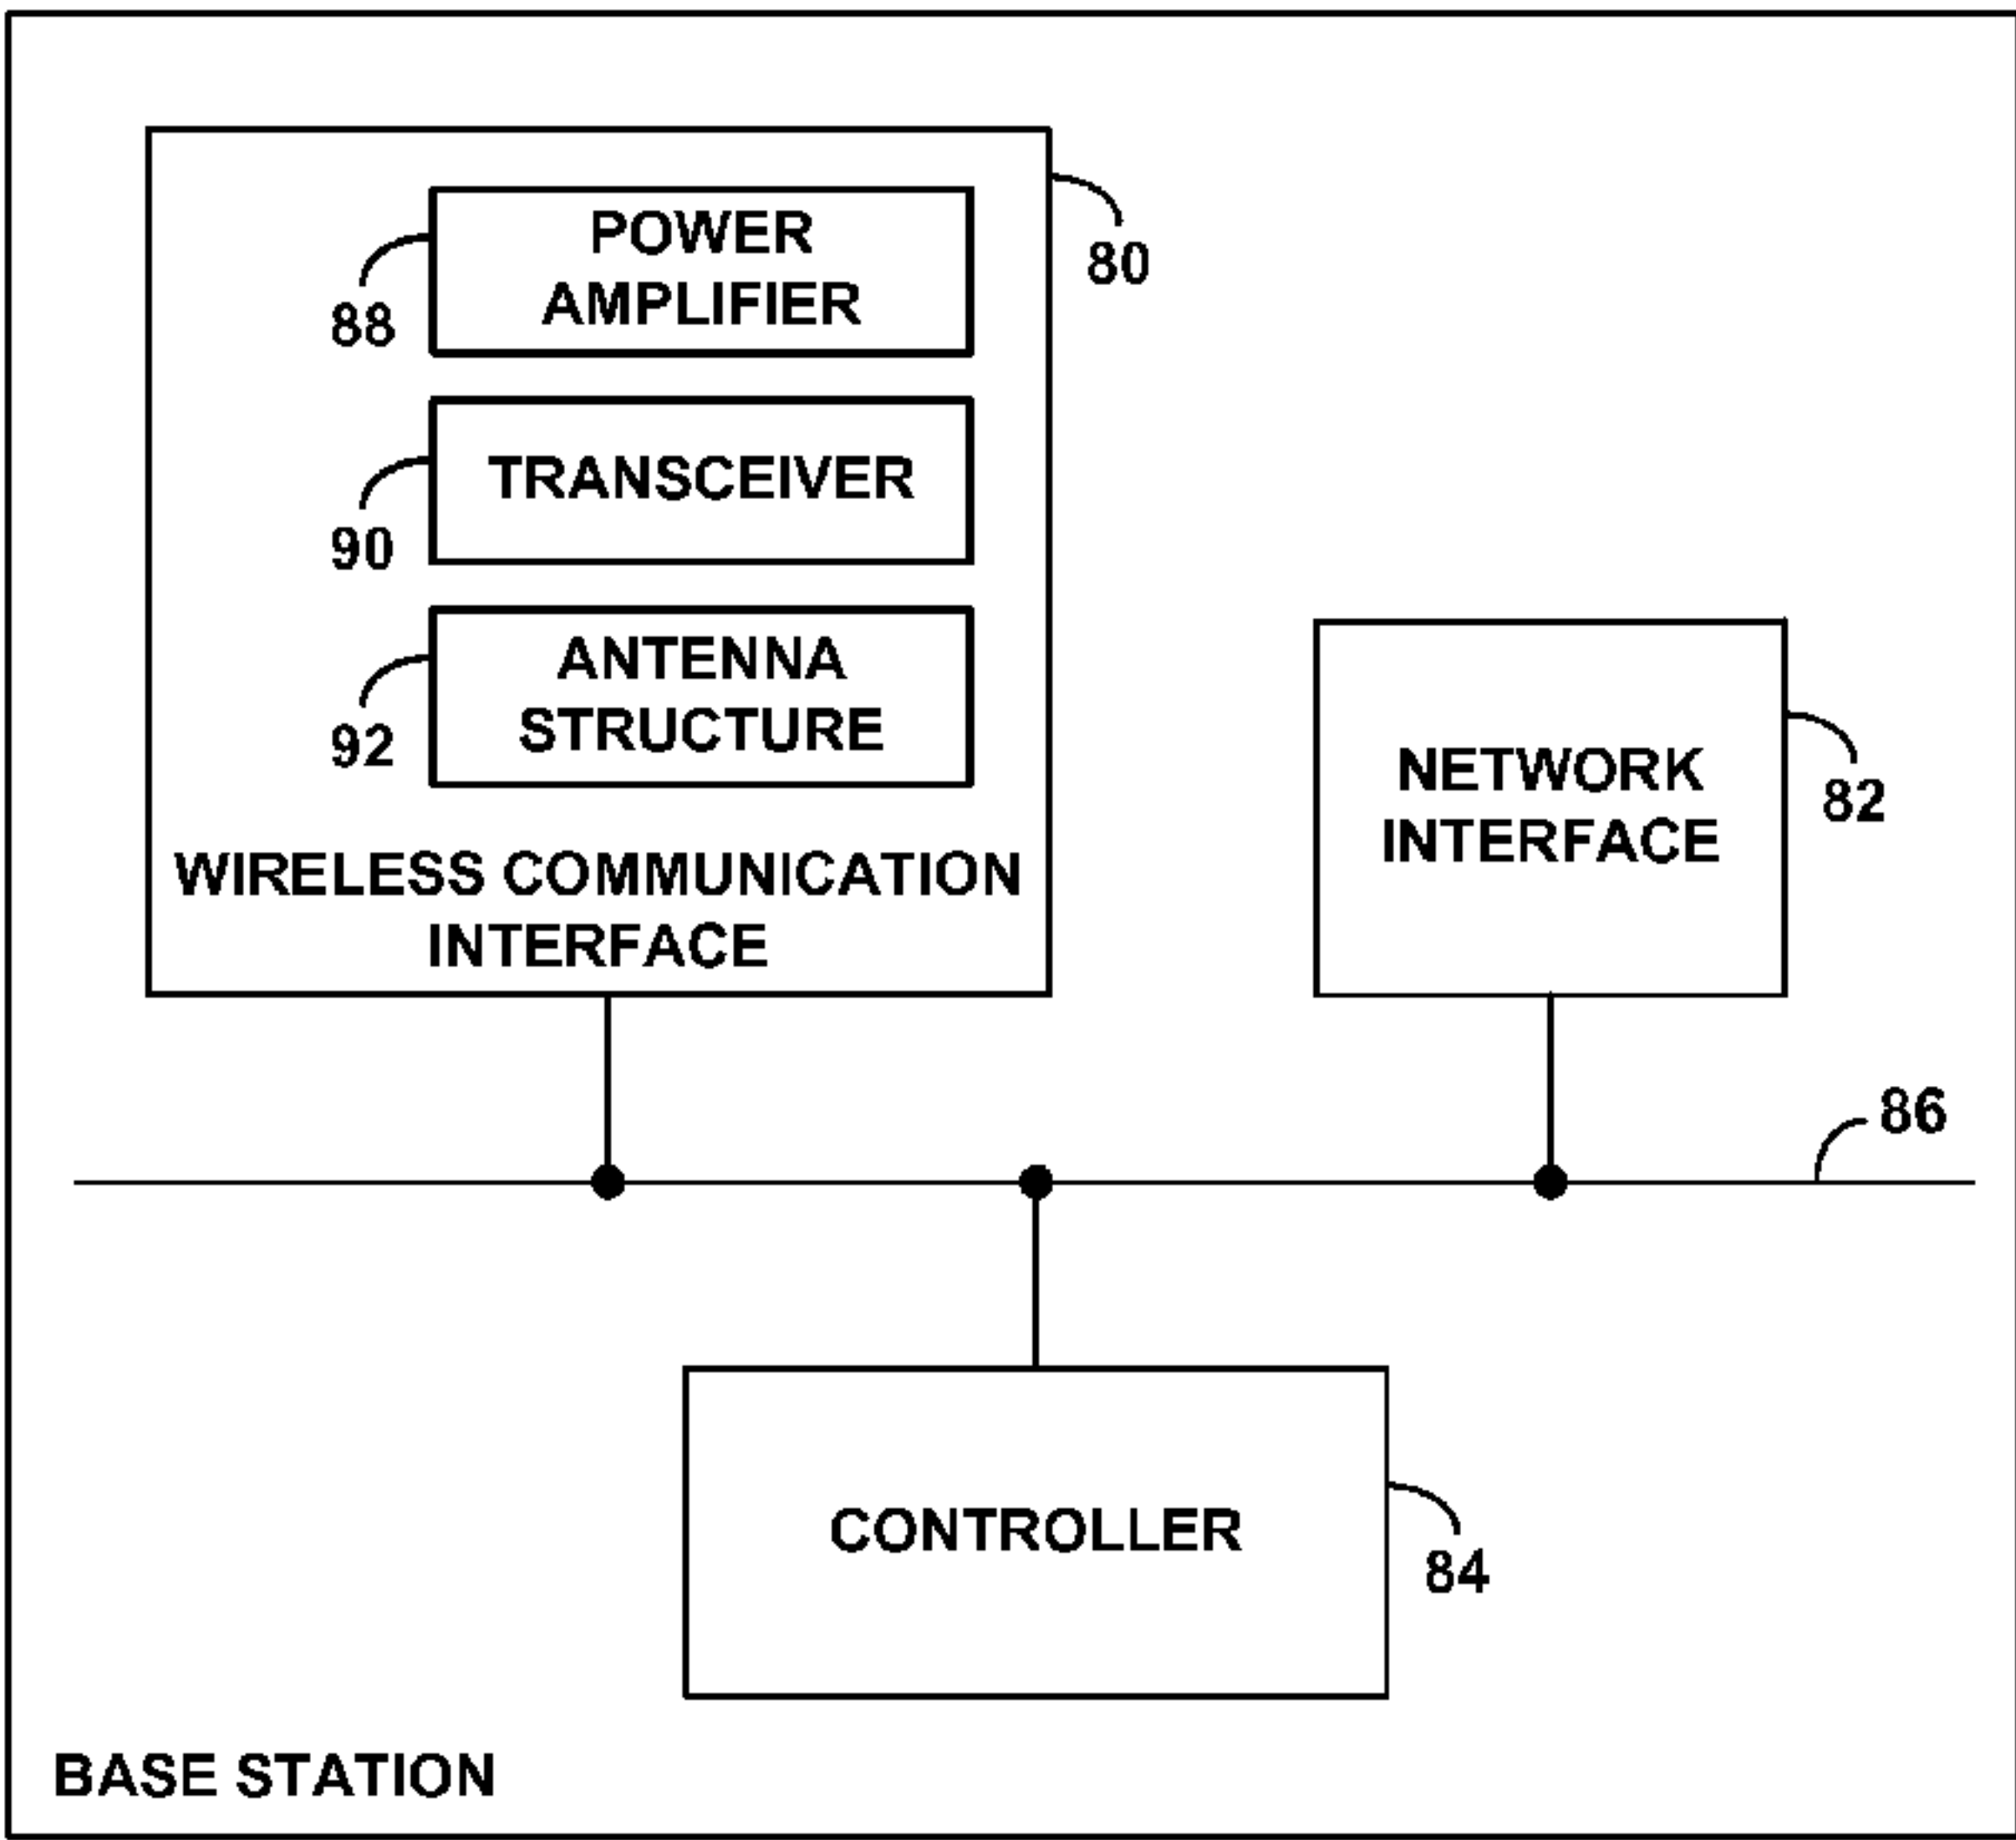 POWER
AMPLIFIER
88
80
TRANSCEIVER
90
ANTENNA
STRUCTURE
92
WIRELESS COMMUNICATION
INTERFACE
NETWORK
INTERFACE
82
86
CONTROLLER
84
BASE STATION